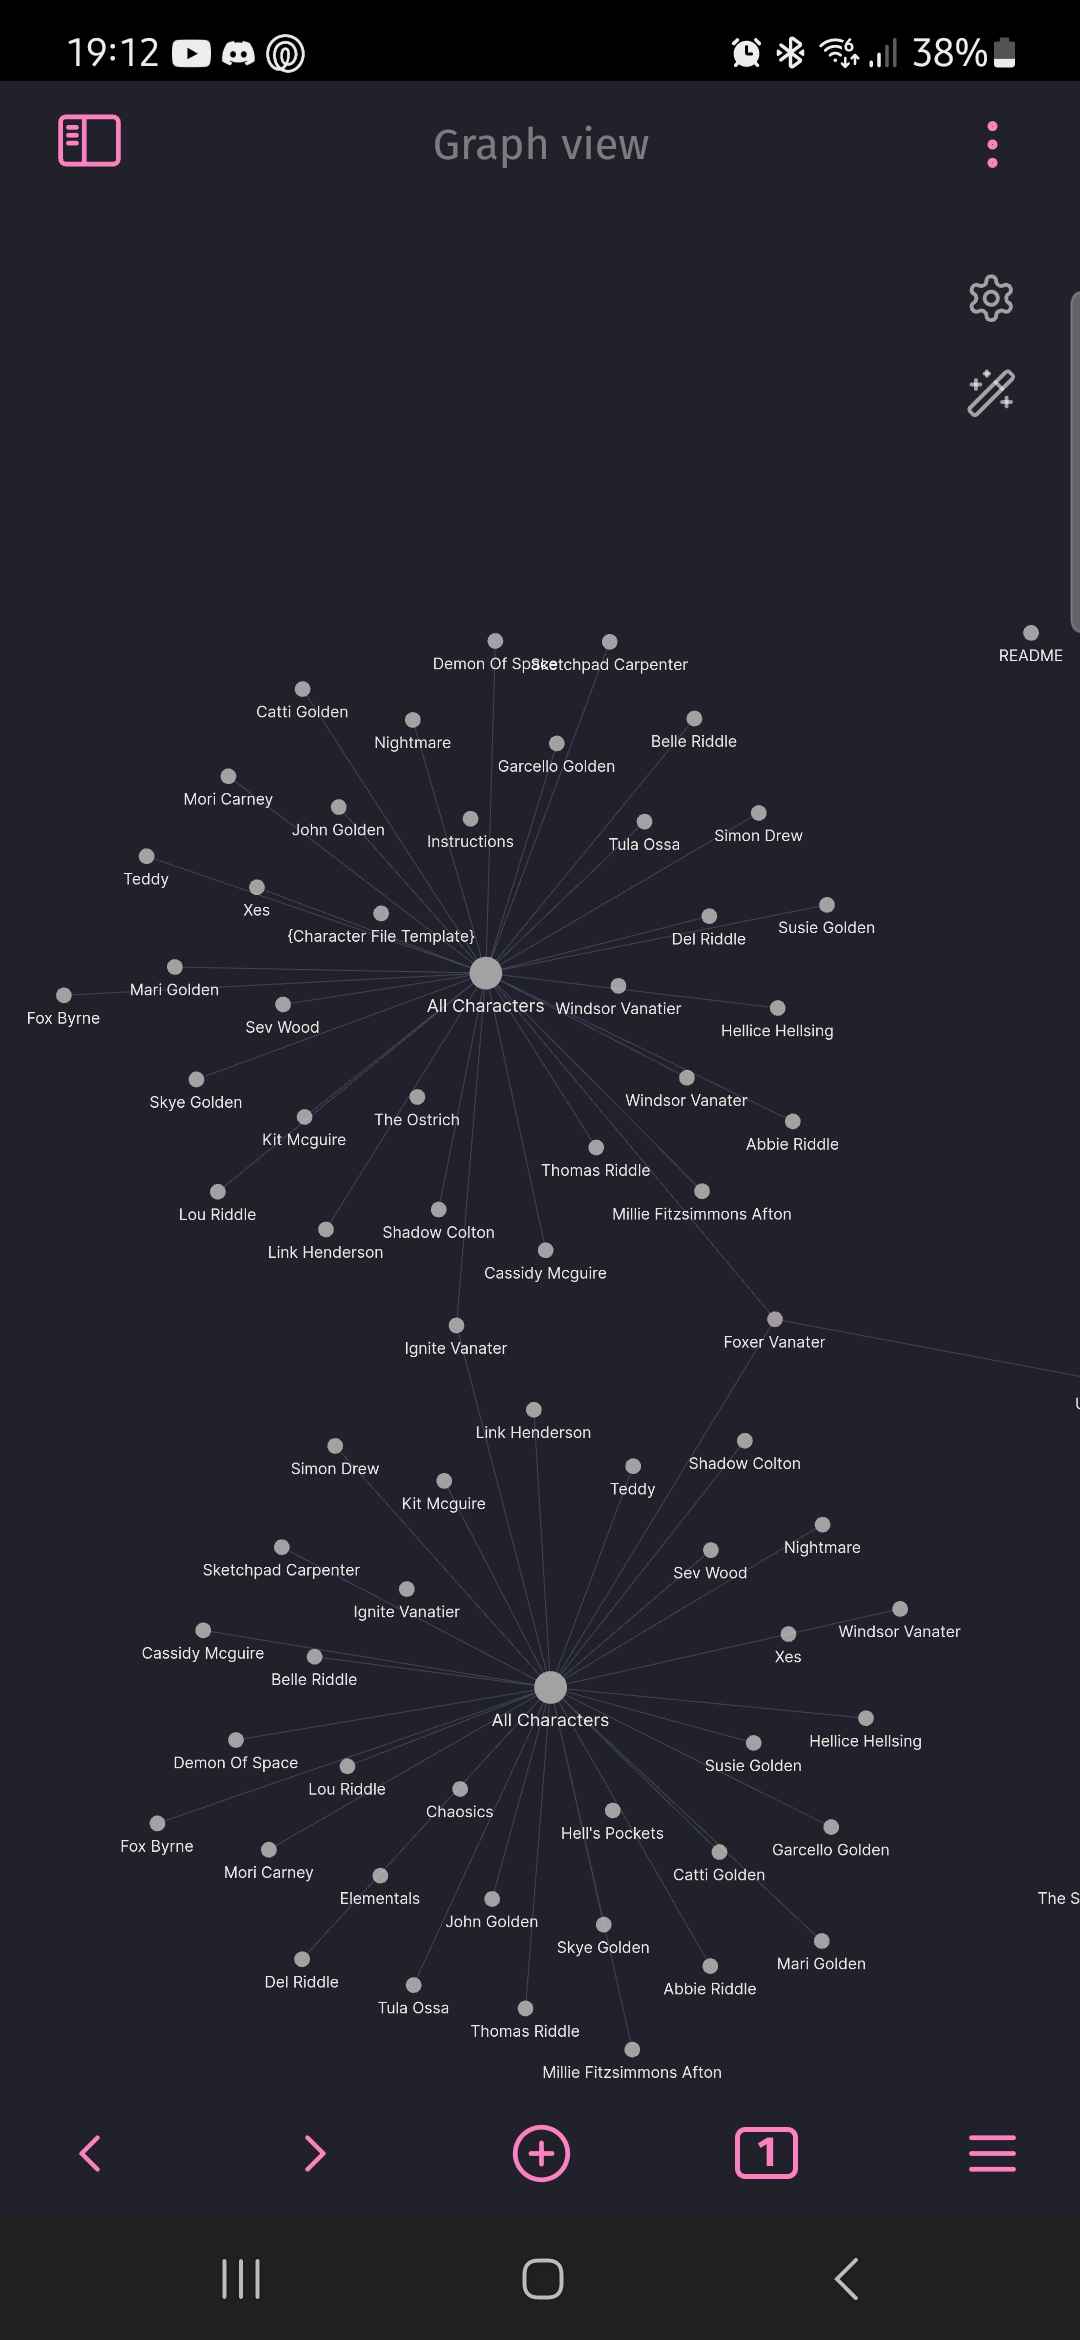 19:12
6
38%
Graph view
README
Demon Of Space
Sketchpad Carpenter
Catti Golden
Nightmare
Belle Riddle
Garcello Golden
Mori Carney
John Golden
Instructions
Tula Ossa
Simon Drew
Teddy
Xes
{Character File Template}
Del Riddle
Susie Golden
Mari Golden
All Characters
Windsor Vanatier
Fox Byrne
Sev Wood
Hellice Hellsing
Skye Golden
Windsor Vanater
The Ostrich
Kit Mcguire
Abbie Riddle
Thomas Riddle
Lou Riddle
Millie Fitzsimmons Afton
Shadow Colton
Link Henderson
Cassidy Mcguire
Foxer Vanater
Ignite Vanater
U
Link Henderson
Simon Drew
Shadow Colton
Teddy
Kit Mcguire
Nightmare
Sketchpad Carpenter
Sev Wood
Ignite Vanatier
Windsor Vanater
Cassidy Mcguire
Xes
Belle Riddle
All Characters
Hellice Hellsing
Demon Of Space
Susie Golden
Lou Riddle
Chaosics
Hell's Pockets
Fox Byrne
Garcello Golden
Mori Carney
Catti Golden
Elementals
The S
John Golden
Skye Golden
Mari Golden
Del Riddle
Abbie Riddle
Tula Ossa
Thomas Riddle
Millie Fitzsimmons Afton
1